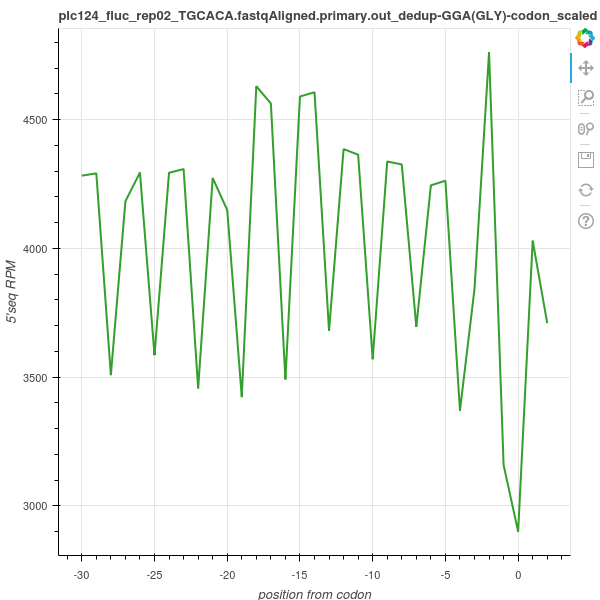 plc124_fluc_rep02_TGCACA.fastqAligned.primary.out_dedup-GGA(GLY)-codon_scaled
5'seq RPM
4500
4000
3500
3000
-30 -25 -20 -15 -10 -5 0
position from codon